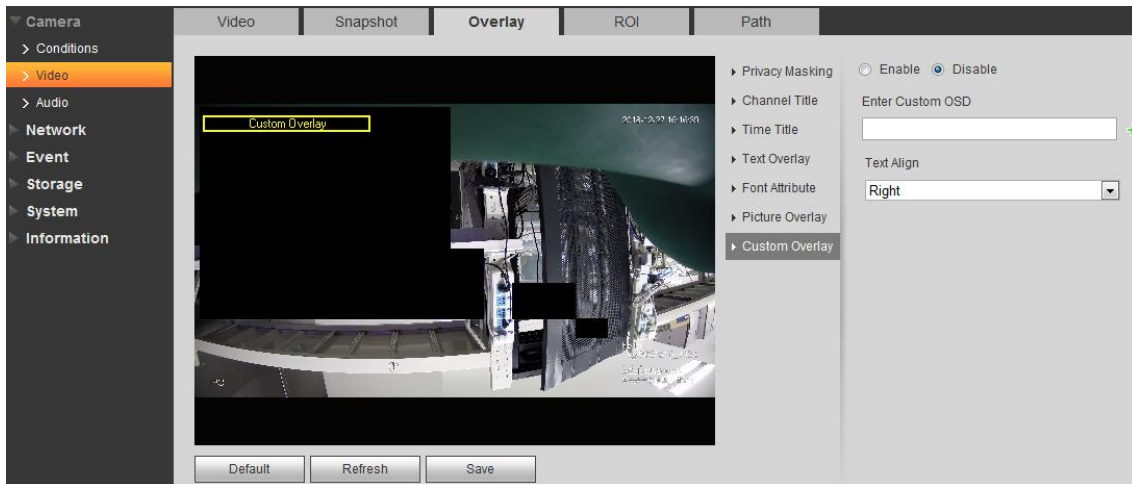 Camera
Conditions
Video
Audio
Network
Event
Storage
System
Information
Video
Snapshot
Overlay
ROI
Path
Custom Overlay
Privacy Masking
Channel Title
Time Title
Text Overlay
Font Attribute
Picture Overlay
Custom Overlay
Enable Disable
Enter Custom OSD
Text Align
Right
Default
Refresh
Save